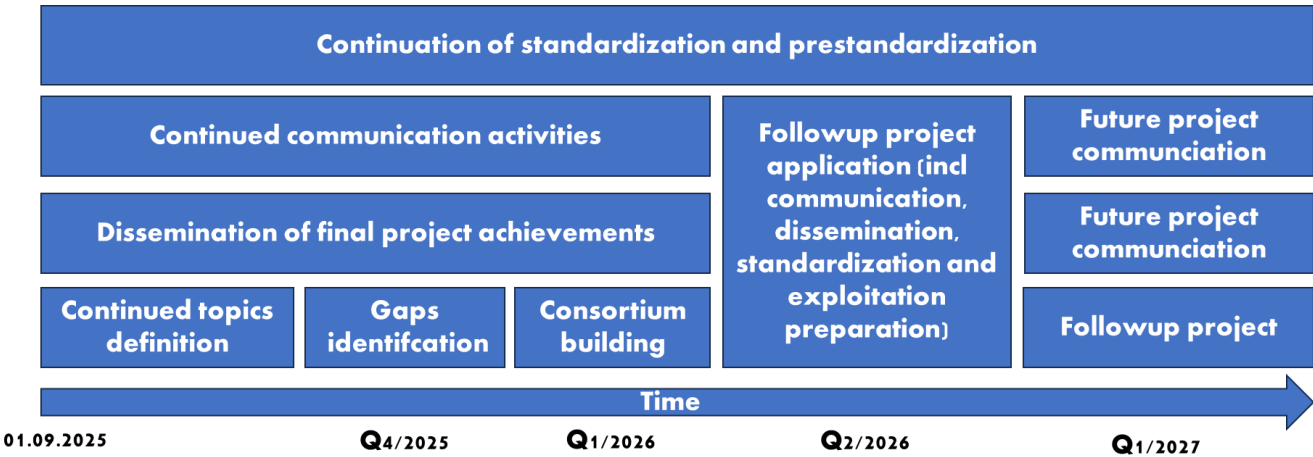 Continuation of standardization and prestandardization
Continued communication activities
Dissemination of final project achievements
Continued topics
definition
Gaps
identifcation
Consortium
building
Followup project
application (incl
communication,
dissemination,
standardization and
exploitation
preparation)
Future project
communciation
Future project
communciation
Followup project
Time
01.09.2025
Q4/2025
Q1/2026
Q2/2026
Q1/2027